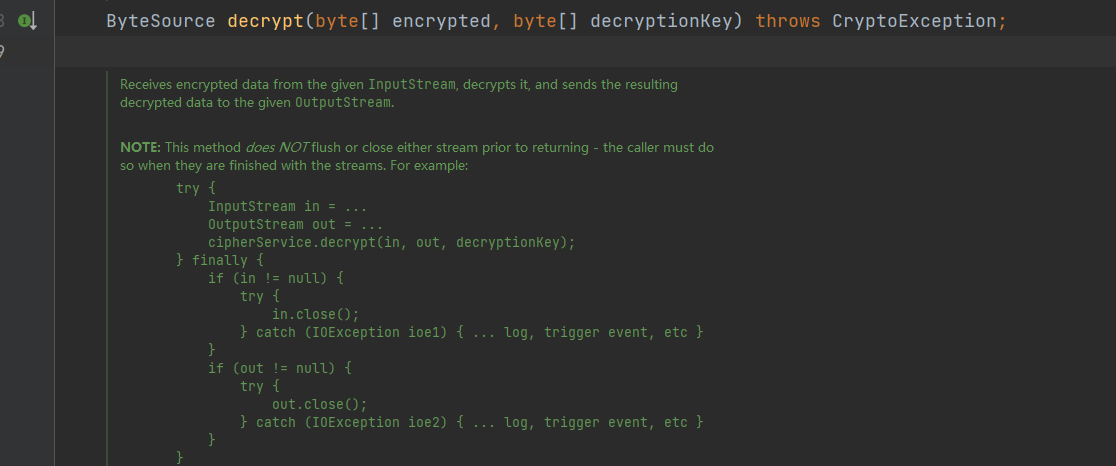 ByteSource decrypt(byte[] encrypted, byte[] decryptionKey) throws CryptoException;
Receives encrypted data from the given InputStream, decrypts it, and sends the resulting
decrypted data to the given OutputStream.
NOTE: This method does NOT flush or close either stream prior to returning - the caller must do
so when they are finished with the streams. For example:
try {
InputStream in = ...
OutputStream out = ...
cipherService.decrypt(in, out, decryptionKey);
} finally {
if (in != null) {
try {
in.close();
} catch (IOException ioe1) { ... log, trigger event, etc }
}
if (out != null) {
try {
out.close();
} catch (IOException ioe2) { ... log, trigger event, etc }
}
}